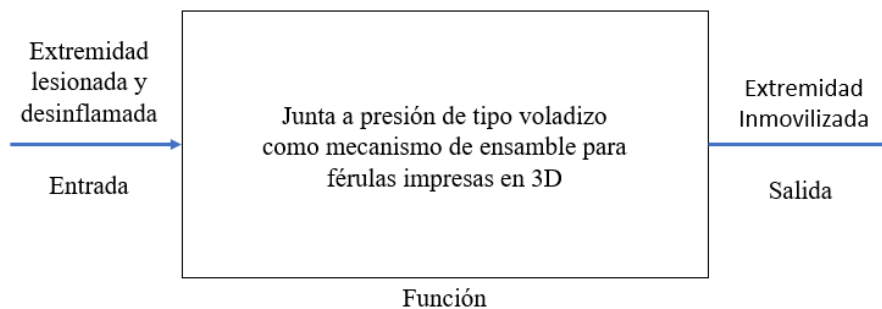 Extremidad
lesionada y
desinflamada
Entrada
Junta a presión de tipo voladizo
como mecanismo de ensamble para
férulas impresas en 3D
Función
Extremidad
Inmovilizada
Salida